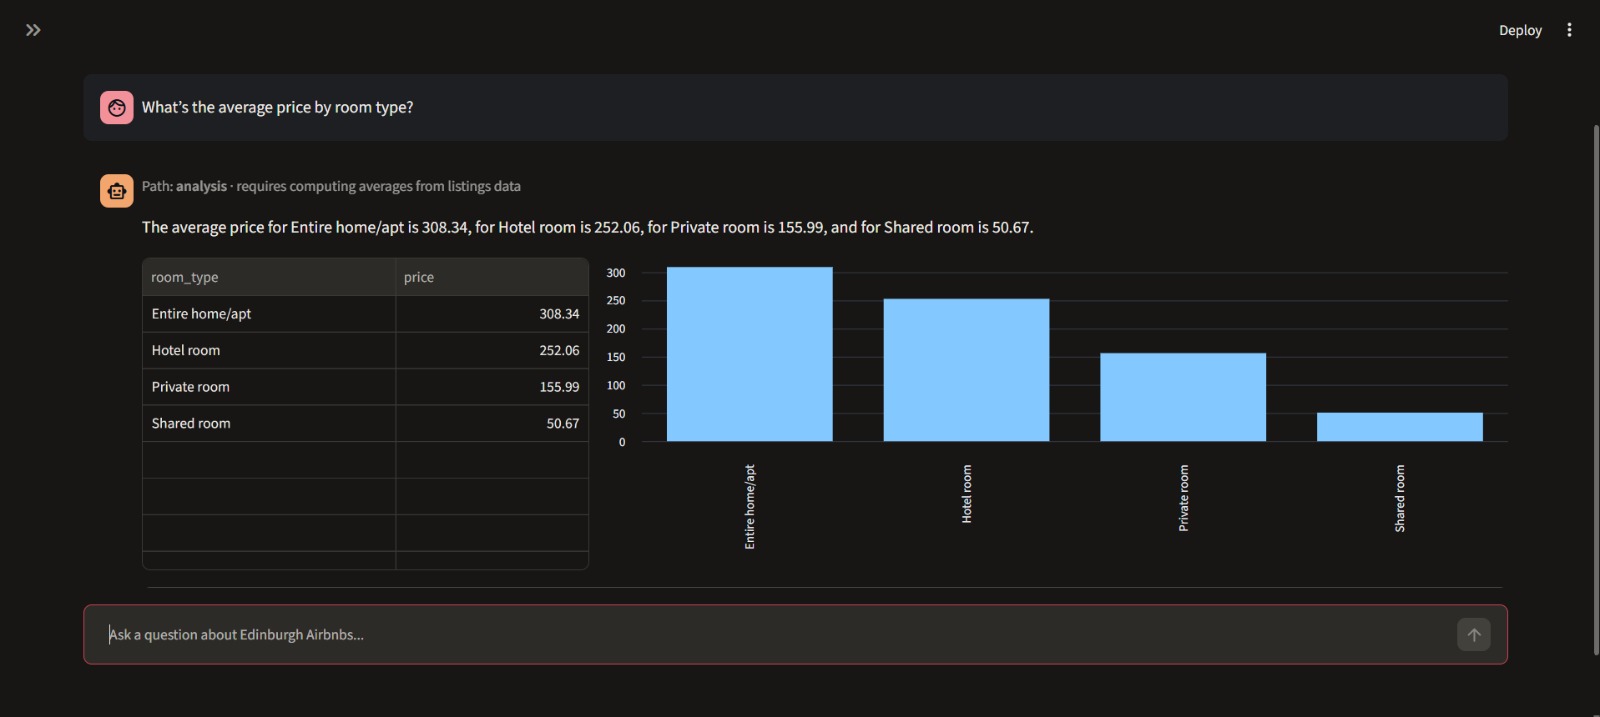 Deploy
What’s the average price by room type?
Path: analysis · requires computing averages from listings data
The average price for Entire home/apt is 308.34, for Hotel room is 252.06, for Private room is 155.99, and for Shared room is 50.67.
room_type price
Entire home/apt 308.34
Hotel room 252.06
Private room 155.99
Shared room 50.67
300
250
200
150
100
50
0
Entire home/apt
Hotel room
Private room
Shared room
Ask a question about Edinburgh Airbnbs...